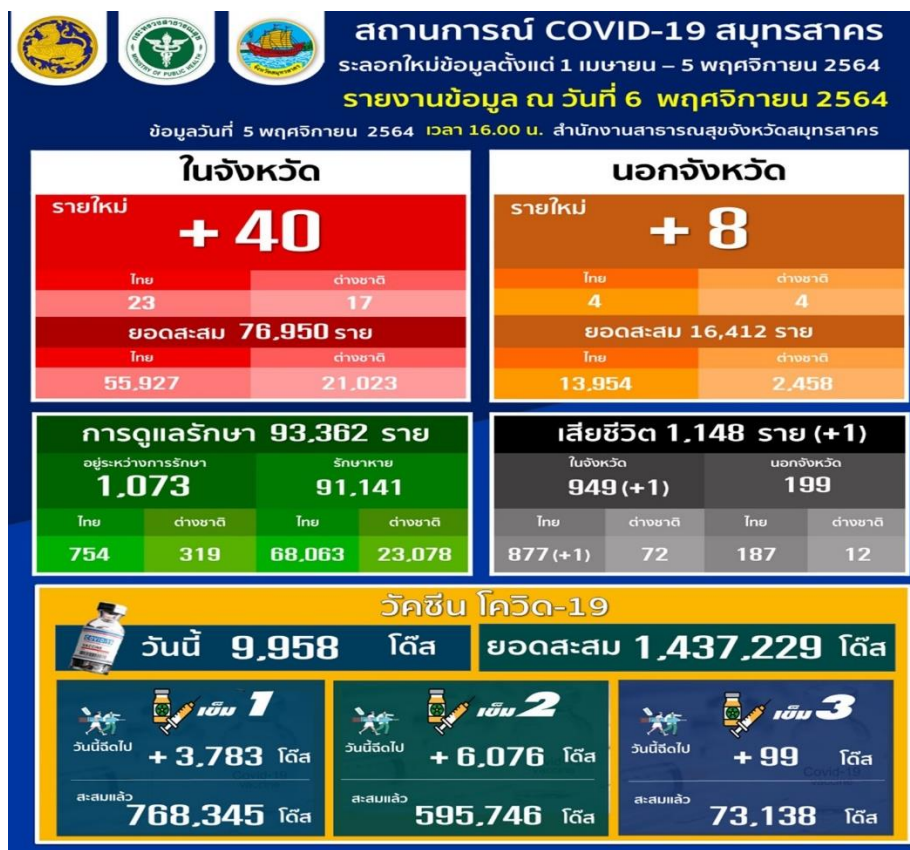 สถานการณ์ COVID-19 สมุทรสาคร
ระลอกใหม่ข้อมูลตั้งแต่ 1 เมษายน – 5 พฤศจิกายน 2564
รายงานข้อมูล ณ วันที่ 6 พฤศจิกายน 2564
ข้อมูลวันที่ 5 พฤศจิกายน 2564 เวลา 16.00 น. สำนักงานสาธารณสุขจังหวัดสมุทรสาคร
ในจังหวัด
รายใหม่
+ 40
ไทย ต่างชาติ
23 17
ยอดสะสม 76,950 ราย
ไทย ต่างชาติ
55,927 21,023
นอกจังหวัด
รายใหม่
+ 8
ไทย ต่างชาติ
4 4
ยอดสะสม 16,412 ราย
ไทย ต่างชาติ
13,954 2,458
การดูแลรักษา 93,362 ราย
อยู่ระหว่างการรักษา รักษาหาย
1,073 91,141
ไทย ต่างชาติ ไทย ต่างชาติ
754 319 68,063 23,078
เสียชีวิต 1,148 ราย (+1)
ในจังหวัด นอกจังหวัด
949 (+1) 199
ไทย ต่างชาติ ไทย ต่างชาติ
877 (+1) 72 187 12
วัคซีน โควิด-19
วันนี้ 9,958 โด๊ส
ยอดสะสม 1,437,229 โด๊ส
เข็ม 1
วันนี้ฉีดไป + 3,783 โด๊ส
สะสมแล้ว 768,345 โด๊ส
เข็ม 2
วันนี้ฉีดไป + 6,076 โด๊ส
สะสมแล้ว 595,746 โด๊ส
เข็ม 3
วันนี้ฉีดไป + 99 โด๊ส
สะสมแล้ว 73,138 โด๊ส